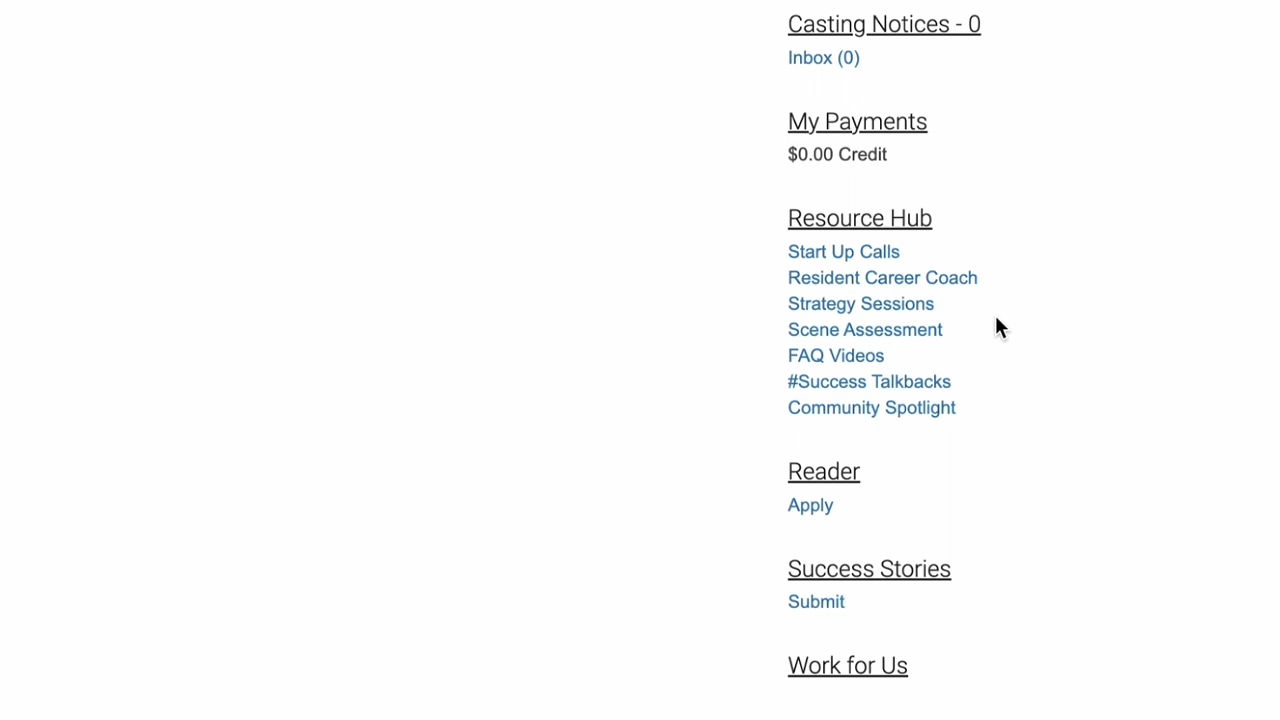 Casting Notices - 0
Inbox (0)
My Payments
$0.00 Credit
Resource Hub
Start Up Calls
Resident Career Coach
Strategy Sessions
Scene Assessment
FAQ Videos
#Success Talkbacks
Community Spotlight
Reader
Apply
Success Stories
Submit
Work for Us